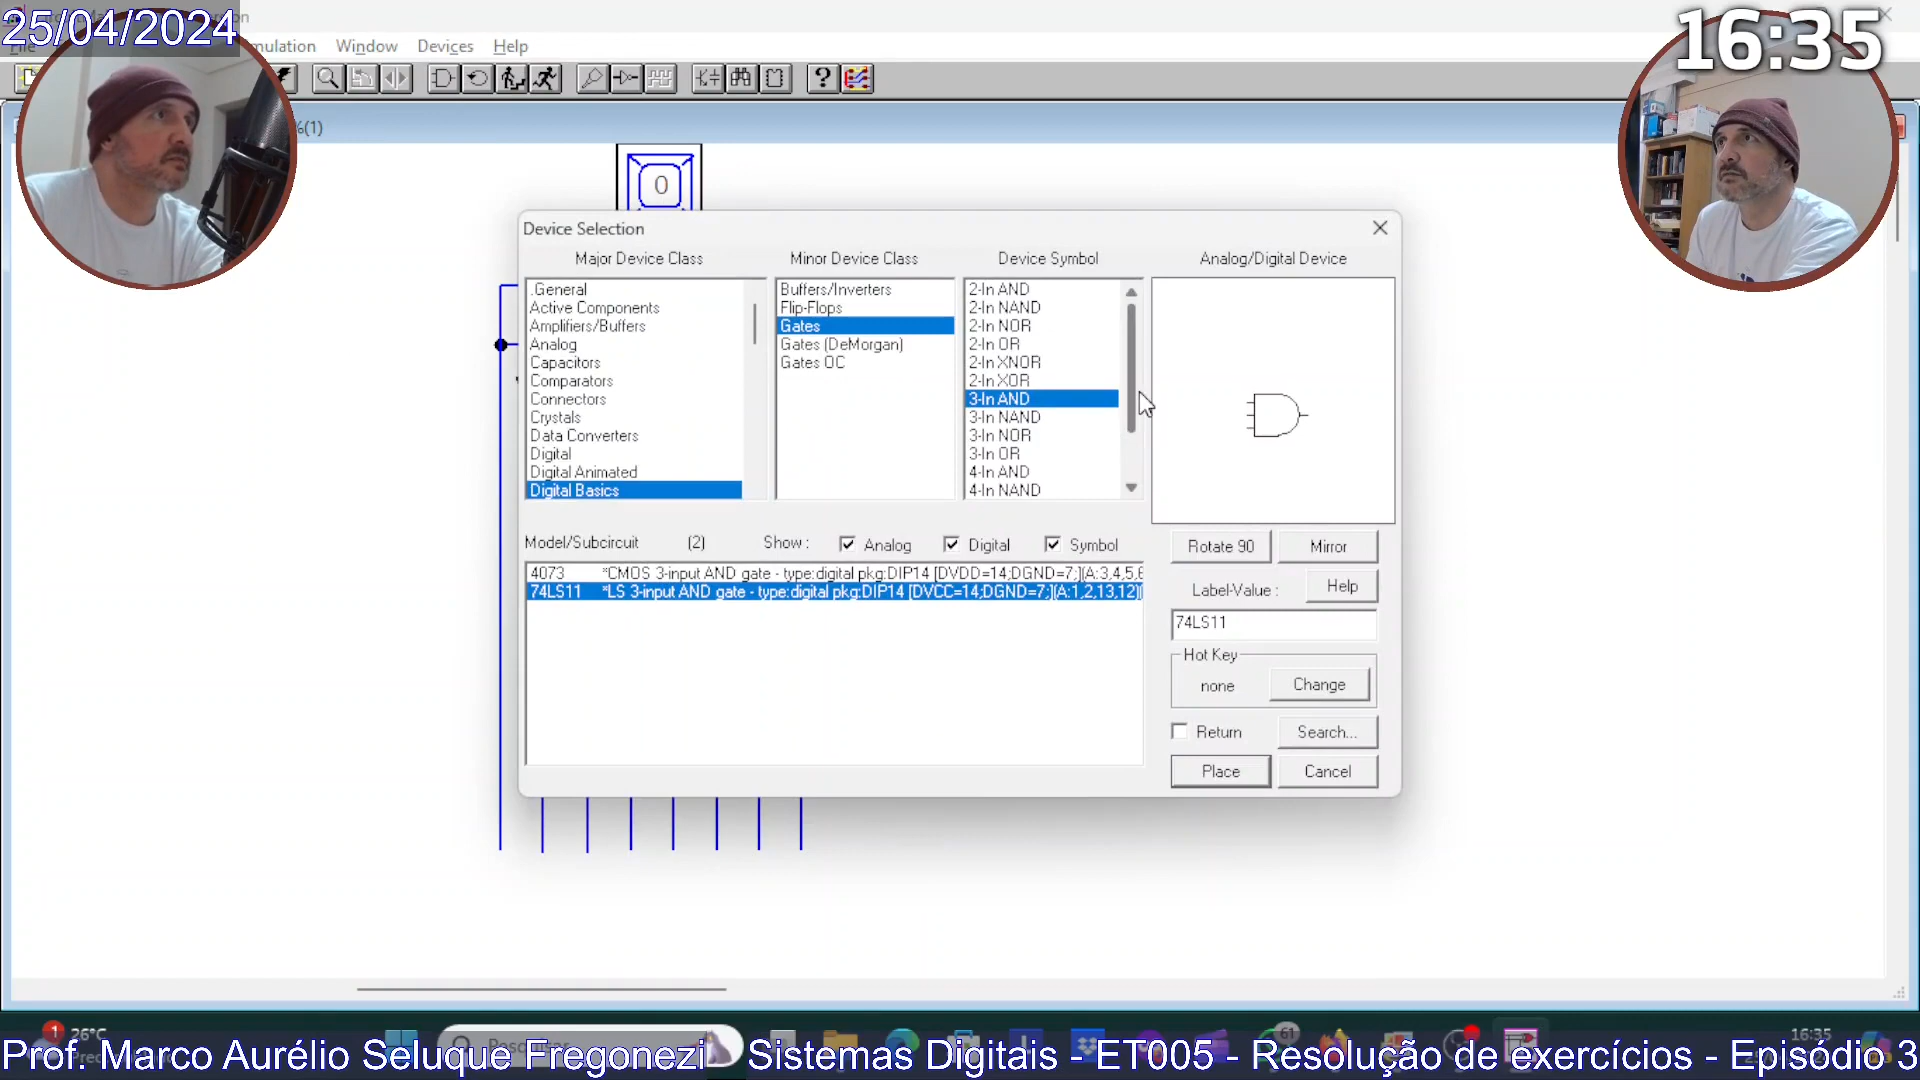 25/04/2024
16:35
Window Devices Help
(1)
0
Device Selection
Major Device Class
Minor Device Class
Device Symbol
Analog/Digital Device
.General
Active Components
Amplifiers/Buffers
Analog
Capacitors
Comparators
Connectors
Crystals
Data Converters
Digital
Digital Animated
Digital Basics
Buffers/Inverters
Flip-Flops
Gates
Gates (DeMorgan)
Gates OC
2-In AND
2-In NAND
2-In NOR
2-In OR
2-In XNOR
2-In XOR
3-In AND
3-In NAND
3-In NOR
3-In OR
4-In AND
4-In NAND
Model/Subcircuit (2) Show : Analog Digital Symbol
4073 *CMOS 3-input AND gate - type:digital pkg:DIP14 [DVDD=14;DGND=7;](A:3,4,5,6
74LS11 *LS 3-input AND gate - type:digital pkg:DIP14 [DVCC=14;DGND=7;](A:1,2,13,12)[
Rotate 90 Mirror
Label-Value : Help
74LS11
Hot Key
none Change
Return Search...
Place Cancel
1 26°C
61
16:35
Prof. Marco Aurélio Seluque Fregonezi Sistemas Digitais - ET005 - Resolução de exercícios - Episódio 3